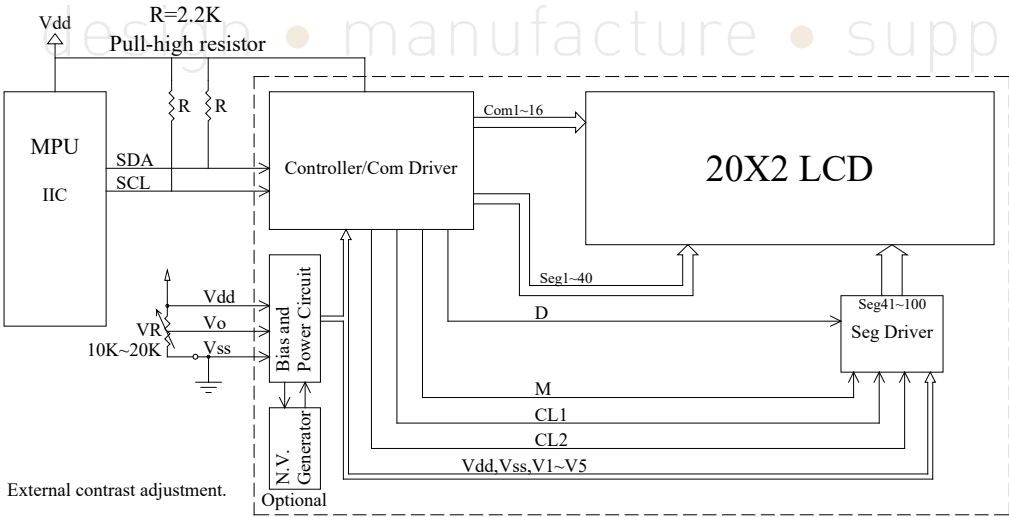 design • manufacture • supp
Vdd
R=2.2K
Pull-high resistor
R
R
MPU
IIC
SDA
SCL
Controller/Com Driver
Com1~16
20X2 LCD
Seg1~40
Seg41~100
Seg Driver
D
Vdd
Vo
Vss
VR
10K~20K
Bias and
Power Circuit
M
CL1
CL2
Vdd,Vss,V1~V5
N.V.
Generator
Optional
External contrast adjustment.